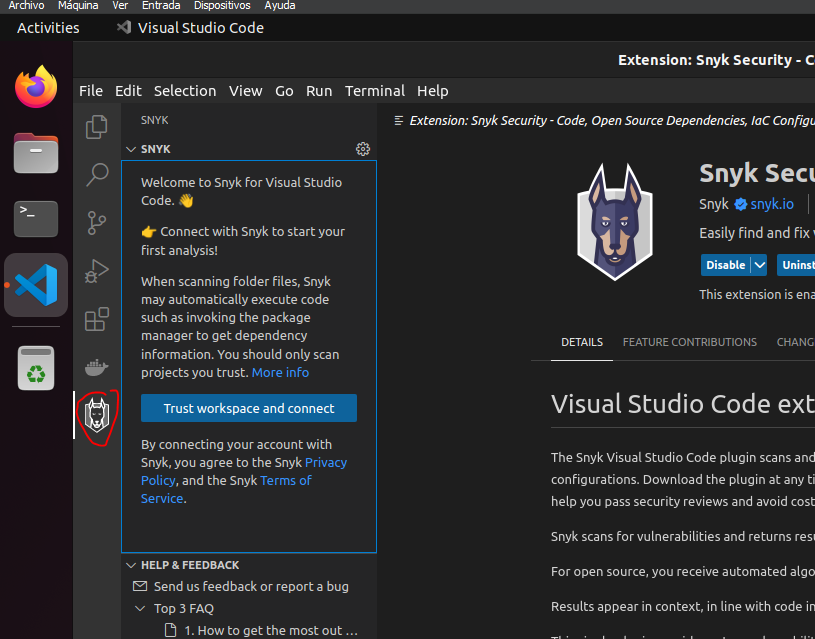 Archivo Máquina Ver Entrada Dispositivos Ayuda
Activities Visual Studio Code
Extension: Snyk Security - C
File Edit Selection View Go Run Terminal Help
SNYK
Extension: Snyk Security - Code, Open Source Dependencies, IaC Configu
SNYK
Welcome to Snyk for Visual Studio
Code. 👋
👉 Connect with Snyk to start your
first analysis!
When scanning folder files, Snyk
may automatically execute code
such as invoking the package
manager to get dependency
information. You should only scan
projects you trust. More info
Trust workspace and connect
By connecting your account with
Snyk, you agree to the Snyk Privacy
Policy, and the Snyk Terms of
Service.
HELP & FEEDBACK
Send us feedback or report a bug
Top 3 FAQ
1. How to get the most out ...
Snyk Secu
Snyk snyk.io
Easily find and fix
Disable Uninst
This extension is ena
DETAILS FEATURE CONTRIBUTIONS CHANG
Visual Studio Code ext
The Snyk Visual Studio Code plugin scans and
configurations. Download the plugin at any ti
help you pass security reviews and avoid cost
Snyk scans for vulnerabilities and returns resu
For open source, you receive automated algo
Results appear in context, in line with code in